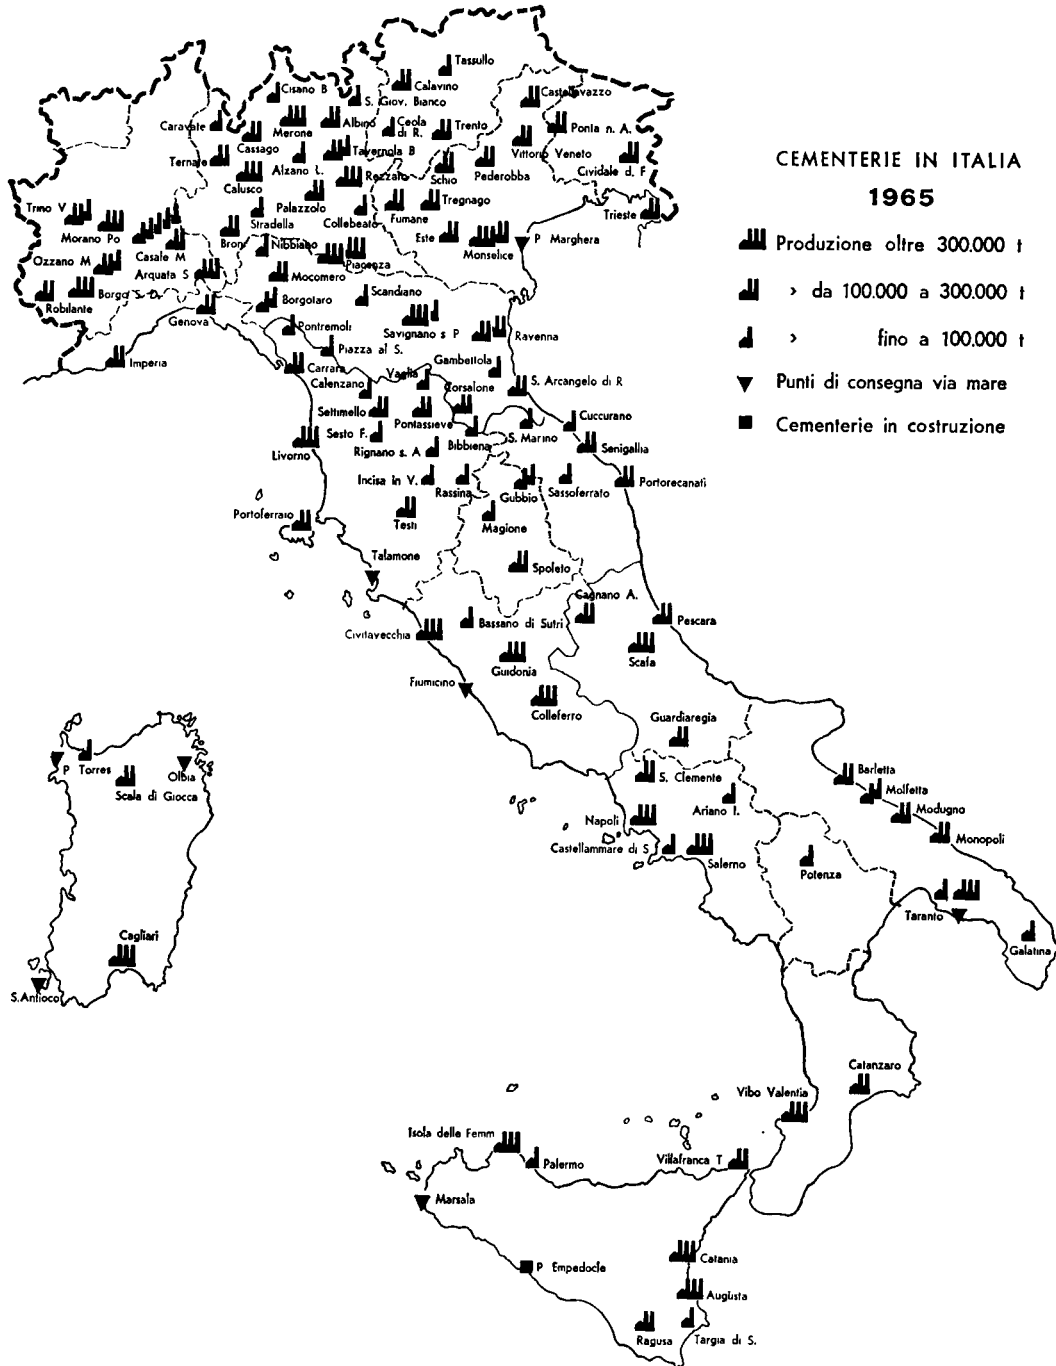 CEMENTERIE IN ITALIA
1965
Produzione oltre 300.000 t
› da 100.000 a 300.000 t
› fino a 100.000 t
Punti di consegna via mare
Cementerie in costruzione
Tassullo
Cisano B
Calavino
S. Giov. Bianco
Castellavazzo
Caravate
Merone
Albino
Ceola
di R.
Trento
Ponta n. A.
Cassago
Vittorio Veneto
Ternate
Alzano L.
Tavernola B
Schio
Pederobba
Cividale d. F
Calusco
Rezzato
Trino V
Palazzolo
Collebeato
Fumane
Tregnago
Trieste
Morano Po
Stradella
Este
Casale M
Broni
Nibbiano
Monselice
P Marghera
Ozzano M
Arquata S
Piacenza
Mocomero
Robilante
Borgo S. D.
Borgotaro
Scandiano
Genova
Pontremoli
Savignano s P
Ravenna
Imperia
Piazza al S.
Gambettola
Carrara
Vaglia
Calenzano
Corsalone
S. Arcangelo di R
Settimello
Pontassieve
Cuccurano
Sesto F.
Bibbiena
S. Marino
Senigallia
Livorno
Rignano s. A
Incisa in V.
Rassina
Gubbio
Sassoferrato
Portorecanati
Portoferraio
Testi
Magione
Talamone
Spoleto
Cagnano A.
Civitavecchia
Bassano di Sutri
Pescara
Scafa
Guidonia
Fiumicino
Colleferro
Guardiaregia
P Torres
Olbia
Scala di Giocca
S. Clemente
Barletta
Ariano I.
Molfetta
Modugno
Napoli
Monopoli
Castellammare di S
Salerno
Potenza
Taranto
Galatina
Cagliari
S. Antioco
Catanzaro
Vibo Valentia
Isola delle Femm
Palermo
Villafranca T
Marsala
Catania
P Empedocle
Augusta
Ragusa
Targia di S.